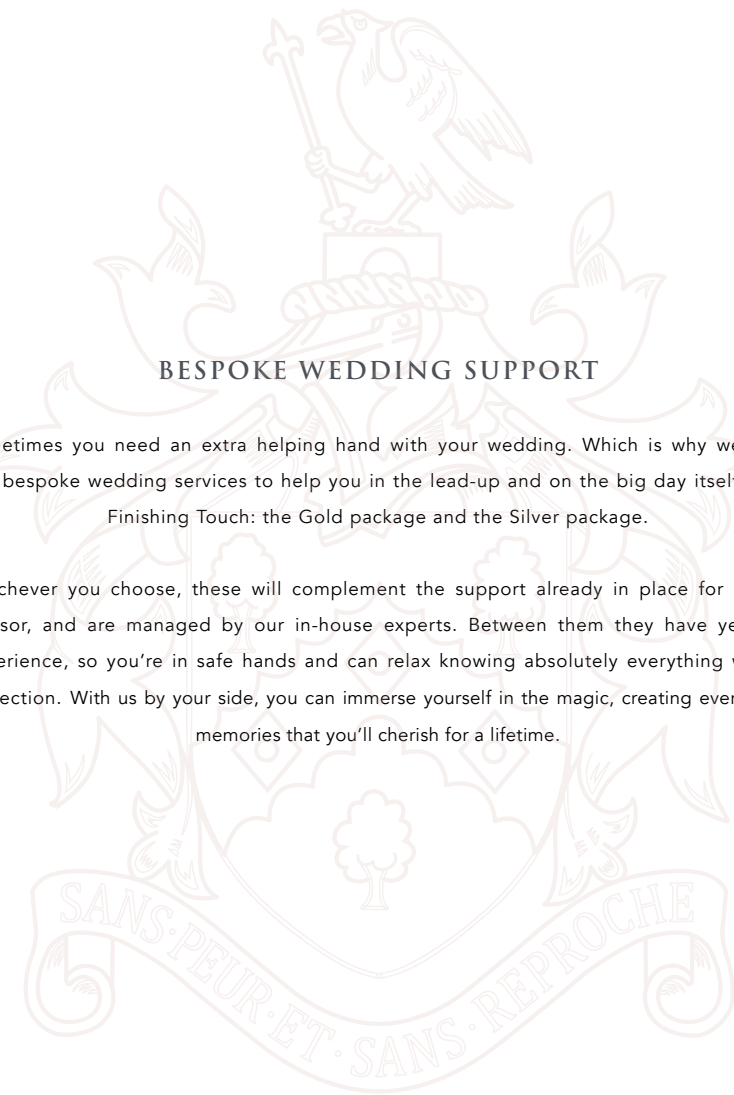 BESPOKE WEDDING SUPPORT
etimes you need an extra helping hand with your wedding. Which is why we
bespoke wedding services to help you in the lead-up and on the big day itsel
Finishing Touch: the Gold package and the Silver package.
chever you choose, these will complement the support already in place for
sor, and are managed by our in-house experts. Between them they have ye
erience, so you’re in safe hands and can relax knowing absolutely everything
ection. With us by your side, you can immerse yourself in the magic, creating ever
memories that you’ll cherish for a lifetime.
SANS·PEUR·ET·SANS·REPROCHE